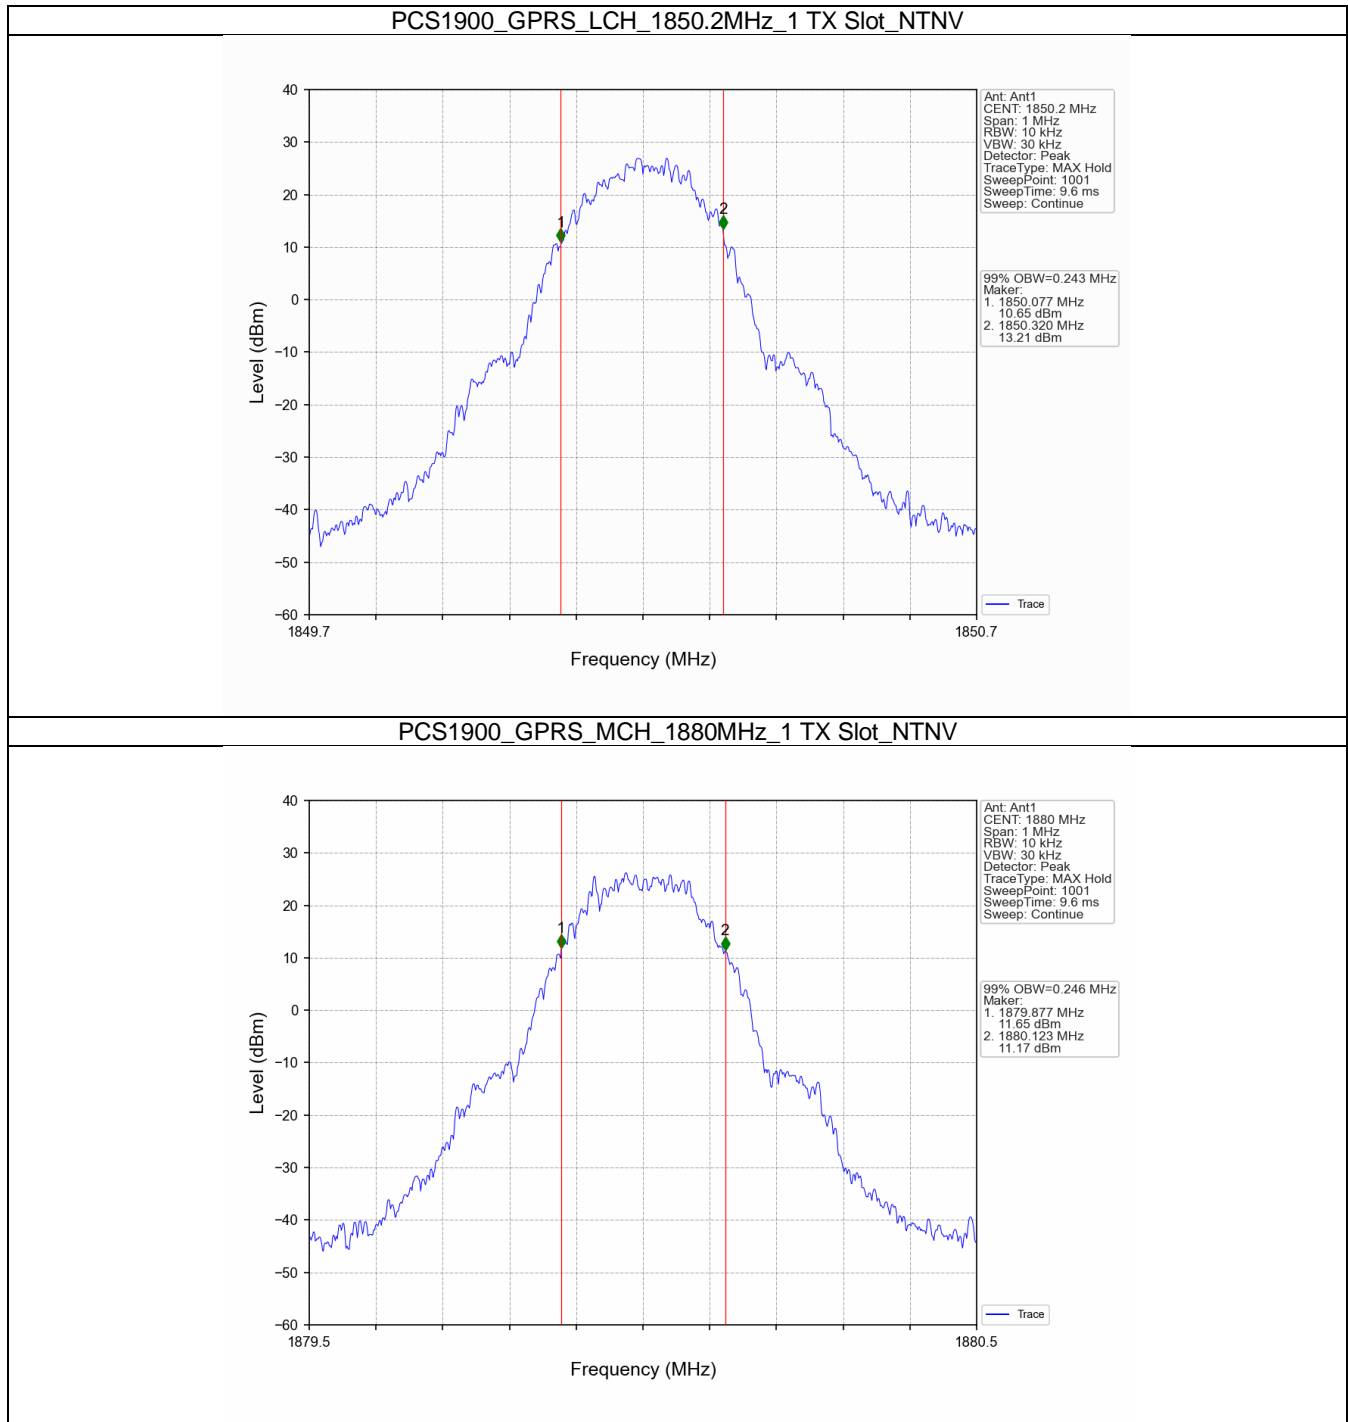 PCS1900_GPRS_LCH_1850.2MHz_1 TX Slot_NTNV
40
30
20
10
0
−10
−20
−30
−40
−50
−60
Level (dBm)
1
2
1849.7
1850.7
Frequency (MHz)
Ant: Ant1
CENT: 1850.2 MHz
Span: 1 MHz
RBW: 10 kHz
VBW: 30 kHz
Detector: Peak
TraceType: MAX Hold
SweepPoint: 1001
SweepTime: 9.6 ms
Sweep: Continue
99% OBW=0.243 MHz
Maker:
1. 1850.077 MHz
10.65 dBm
2. 1850.320 MHz
13.21 dBm
Trace
PCS1900_GPRS_MCH_1880MHz_1 TX Slot_NTNV
40
30
20
10
0
−10
−20
−30
−40
−50
−60
Level (dBm)
1
2
1879.5
1880.5
Frequency (MHz)
Ant: Ant1
CENT: 1880 MHz
Span: 1 MHz
RBW: 10 kHz
VBW: 30 kHz
Detector: Peak
TraceType: MAX Hold
SweepPoint: 1001
SweepTime: 9.6 ms
Sweep: Continue
99% OBW=0.246 MHz
Maker:
1. 1879.877 MHz
11.65 dBm
2. 1880.123 MHz
11.17 dBm
Trace